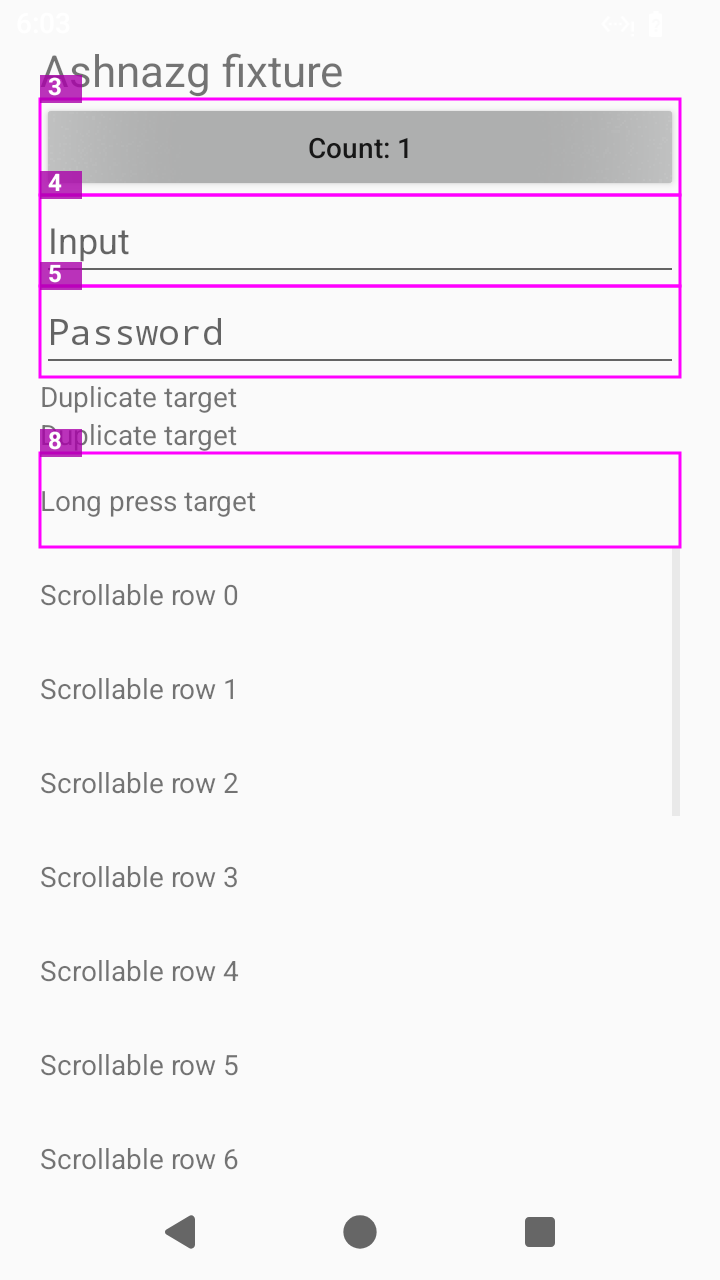 6:03
Ashnazg fixture
3
Count: 1
4
Input
5
Password
Duplicate target
Duplicate target
8
Long press target
Scrollable row 0
Scrollable row 1
Scrollable row 2
Scrollable row 3
Scrollable row 4
Scrollable row 5
Scrollable row 6